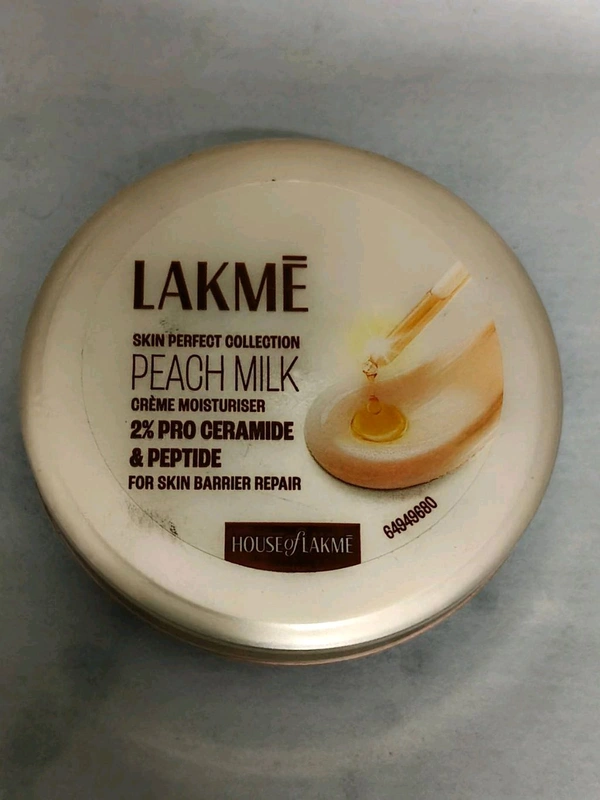 LAKMĒ
SKIN PERFECT COLLECTION
PEACH MILK
CRÈME MOISTURISER
2% PRO CERAMIDE
& PEPTIDE
FOR SKIN BARRIER REPAIR
HOUSE of LAKMĒ
64949680